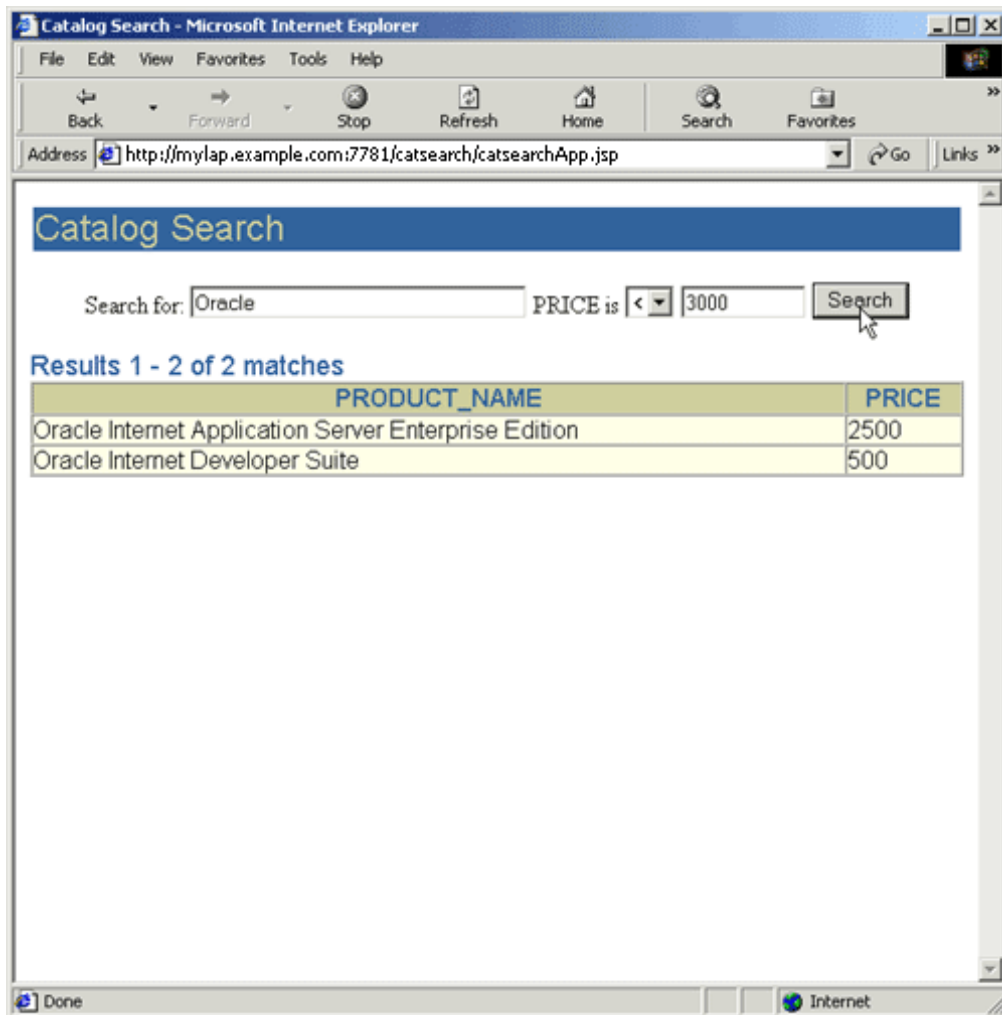 Catalog Search - Microsoft Internet Explorer
File Edit View Favorites Tools Help
Back Forward Stop Refresh Home Search Favorites »
Address http://mylap.example.com:7781/catsearch/catsearchApp.jsp Go Links »
Catalog Search
Search for: Oracle PRICE is < 3000 Search
Results 1 - 2 of 2 matches
PRODUCT_NAME PRICE
Oracle Internet Application Server Enterprise Edition 2500
Oracle Internet Developer Suite 500
Done Internet